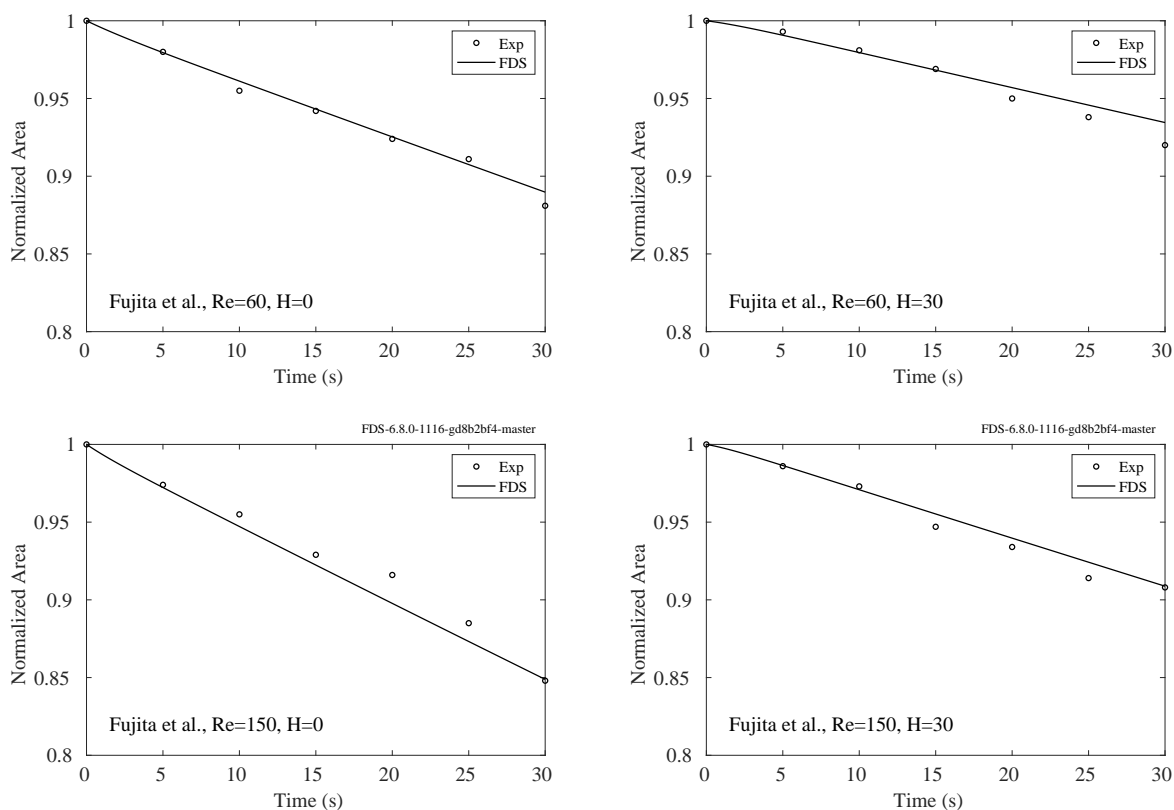 1
0.95
0.9
0.85
0.8
Normalized Area
0 5 10 15 20 25 30
Time (s)
Exp
FDS
Fujita et al., Re=60, H=0
1
0.95
0.9
0.85
0.8
Normalized Area
0 5 10 15 20 25 30
Time (s)
Exp
FDS
Fujita et al., Re=60, H=30
FDS-6.8.0-1116-gd8b2bf4-master
1
0.95
0.9
0.85
0.8
Normalized Area
0 5 10 15 20 25 30
Time (s)
Exp
FDS
Fujita et al., Re=150, H=0
FDS-6.8.0-1116-gd8b2bf4-master
1
0.95
0.9
0.85
0.8
Normalized Area
0 5 10 15 20 25 30
Time (s)
Exp
FDS
Fujita et al., Re=150, H=30